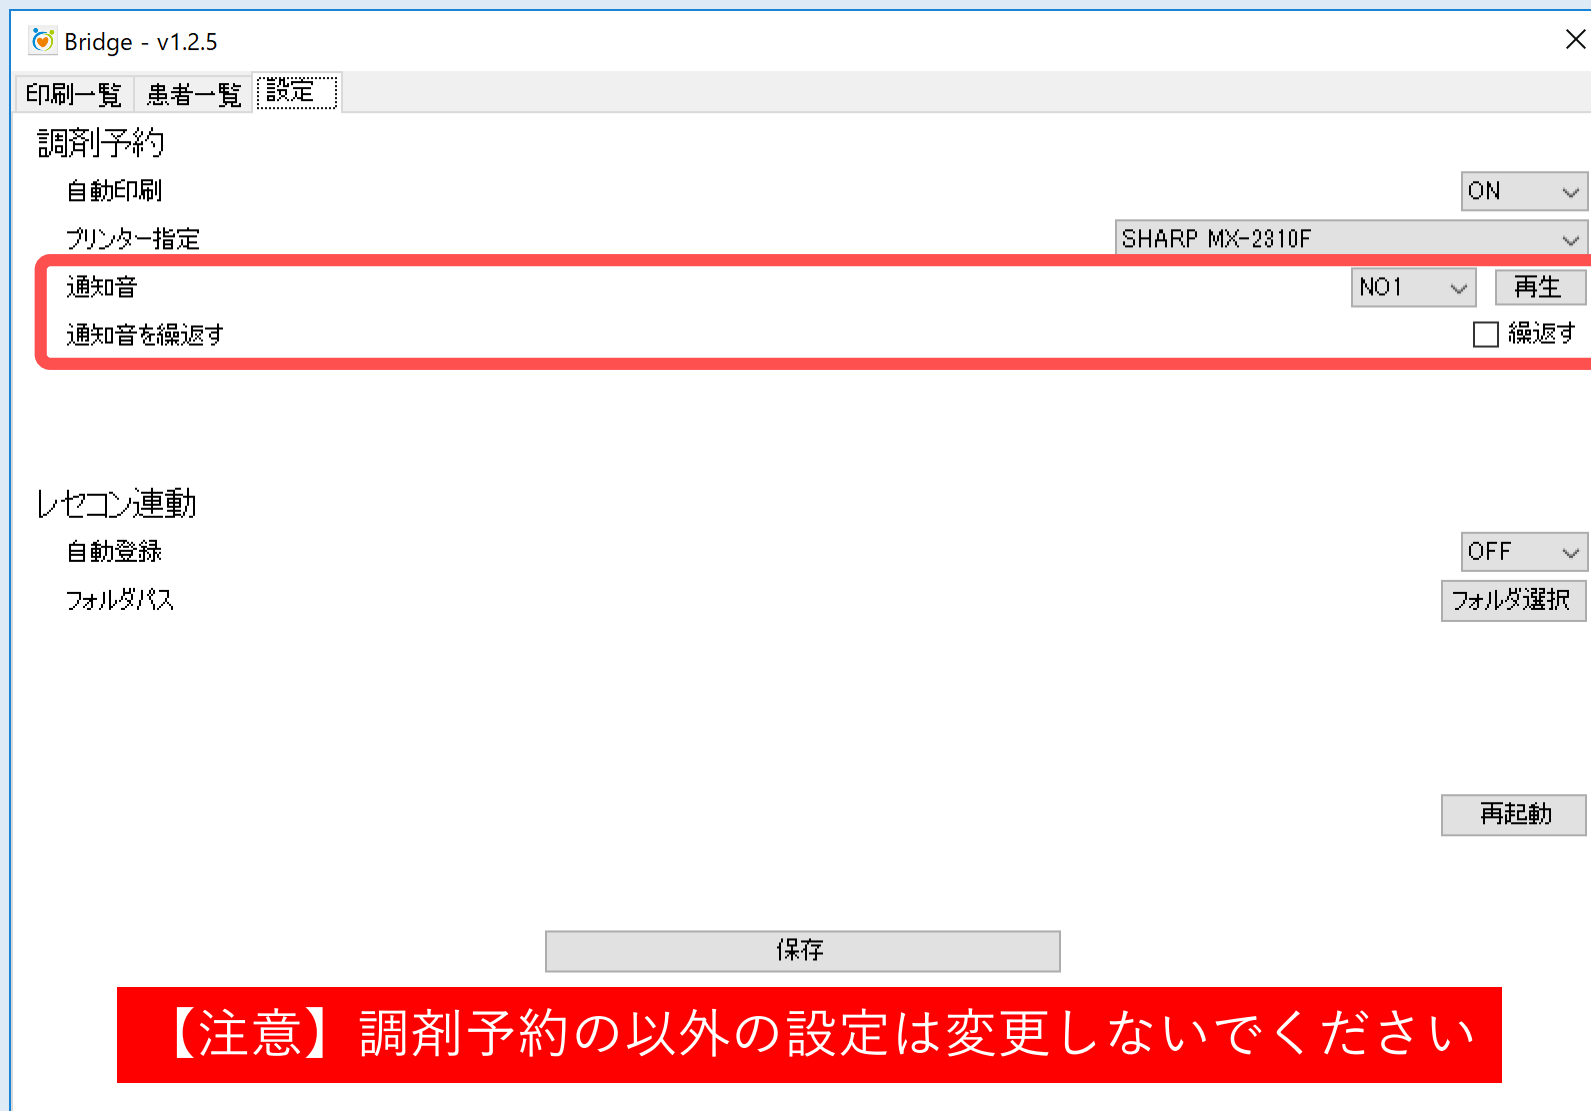 Bridge - v1.2.5
印刷一覧 患者一覧 設定
調剤予約
自動印刷 ON
プリンター指定 SHARP MX-2310F
通知音 NO1 再生
通知音を繰返す 繰返す
レセコン連動
自動登録 OFF
フォルダパス フォルダ選択
再起動
保存
【注意】調剤予約の以外の設定は変更しないでください